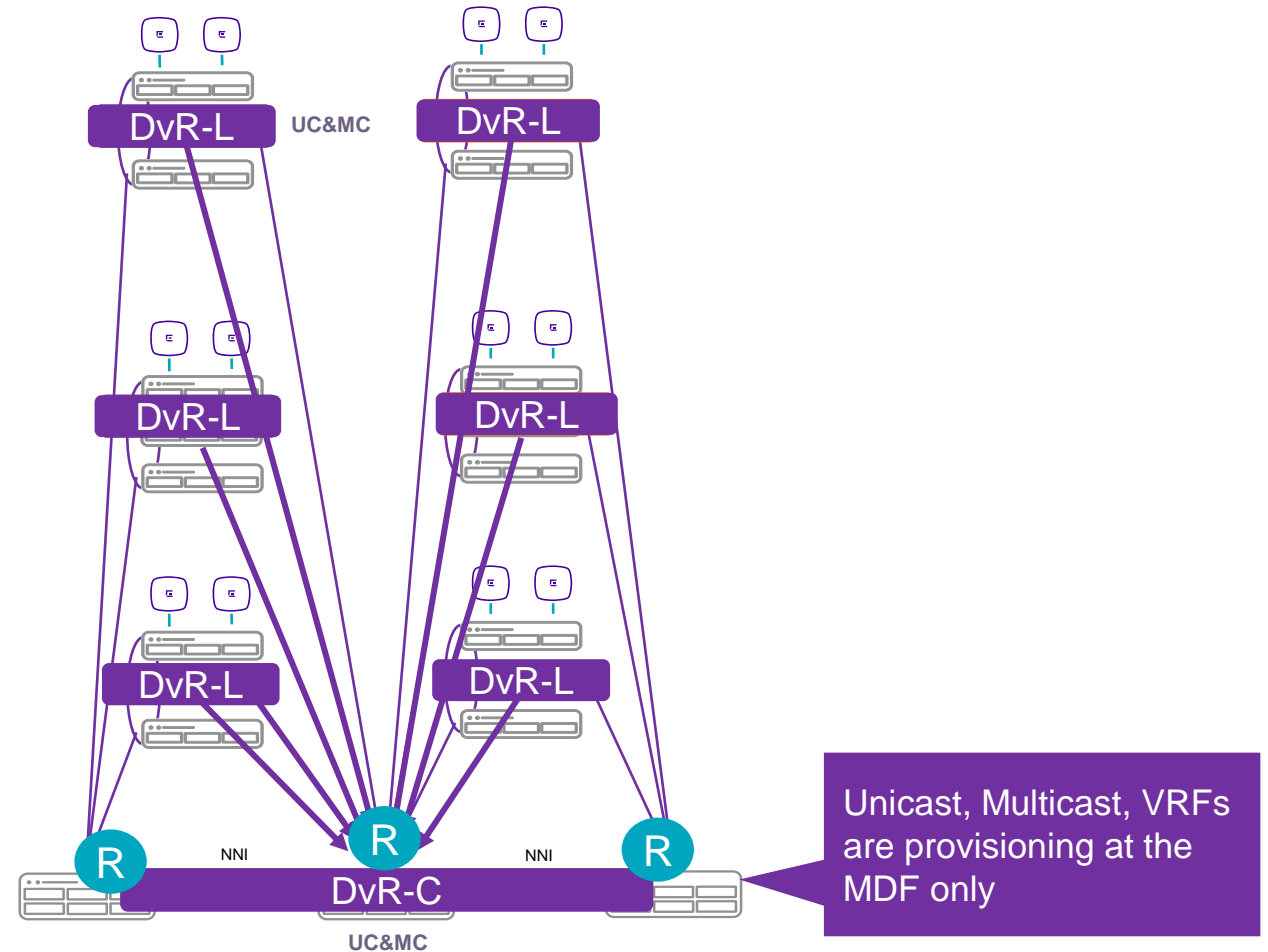 DvR-L
UC&MC
DvR-L
DvR-L
DvR-L
DvR-L
DvR-L
R
NNI
R
NNI
R
DvR-C
UC&MC
Unicast, Multicast, VRFs
are provisioning at the
MDF only